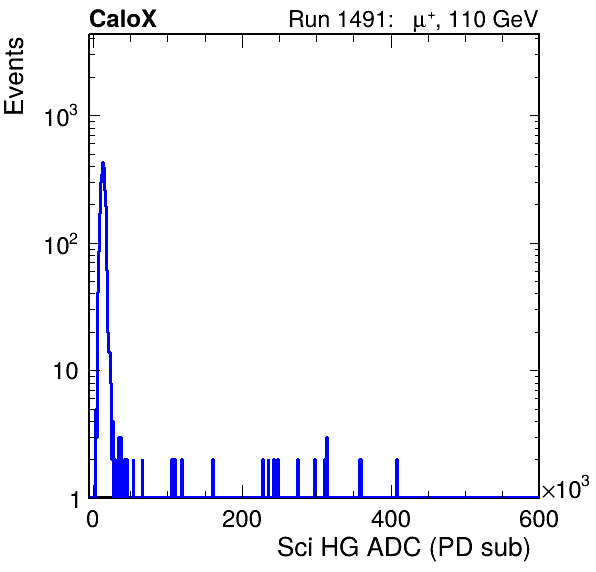 CaloX Run 1491: μ⁺, 110 GeV
Events
10³
10²
10
1
0 200 400 600
×10³
Sci HG ADC (PD sub)